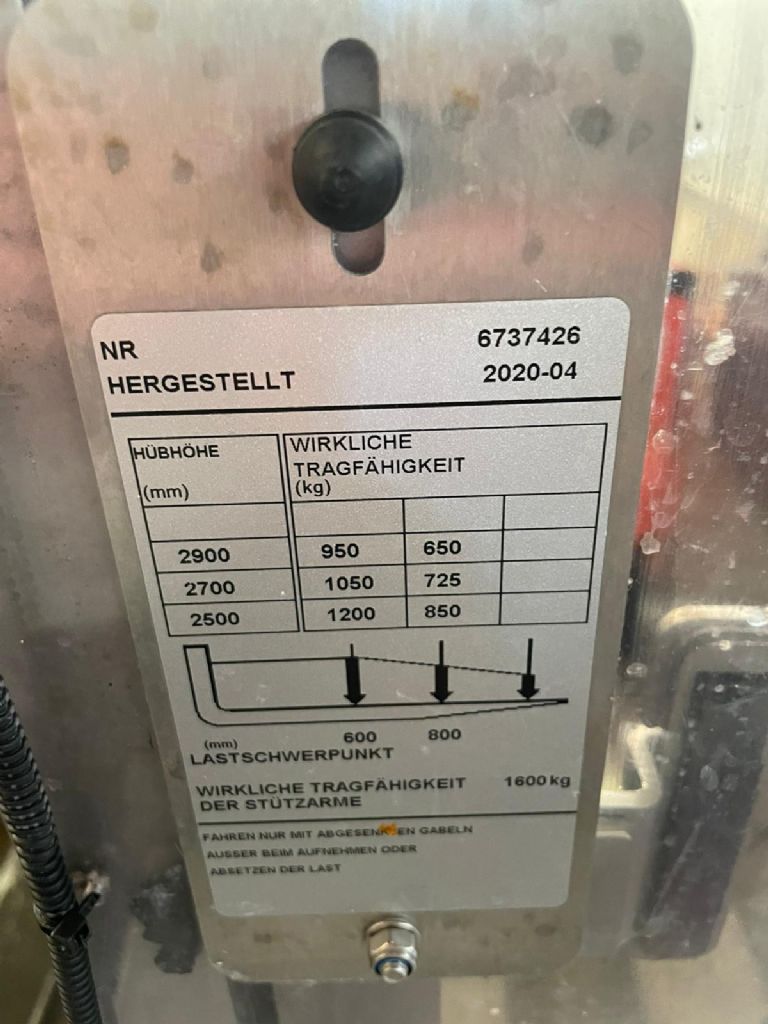 NR 6737426
HERGESTELLT 2020-04
HÜBHÖHE WIRKLICHE
TRAGFÄHIGKEIT
(mm) (kg)
2900 950 650
2700 1050 725
2500 1200 850
(mm) 600 800
LASTSCHWERPUNKT
WIRKLICHE TRAGFÄHIGKEIT 1600 kg
DER STÜTZARME
FAHREN NUR MIT ABGESENKTEN GABELN
AUSSER BEIM AUFNEHMEN ODER
ABSETZEN DER LAST